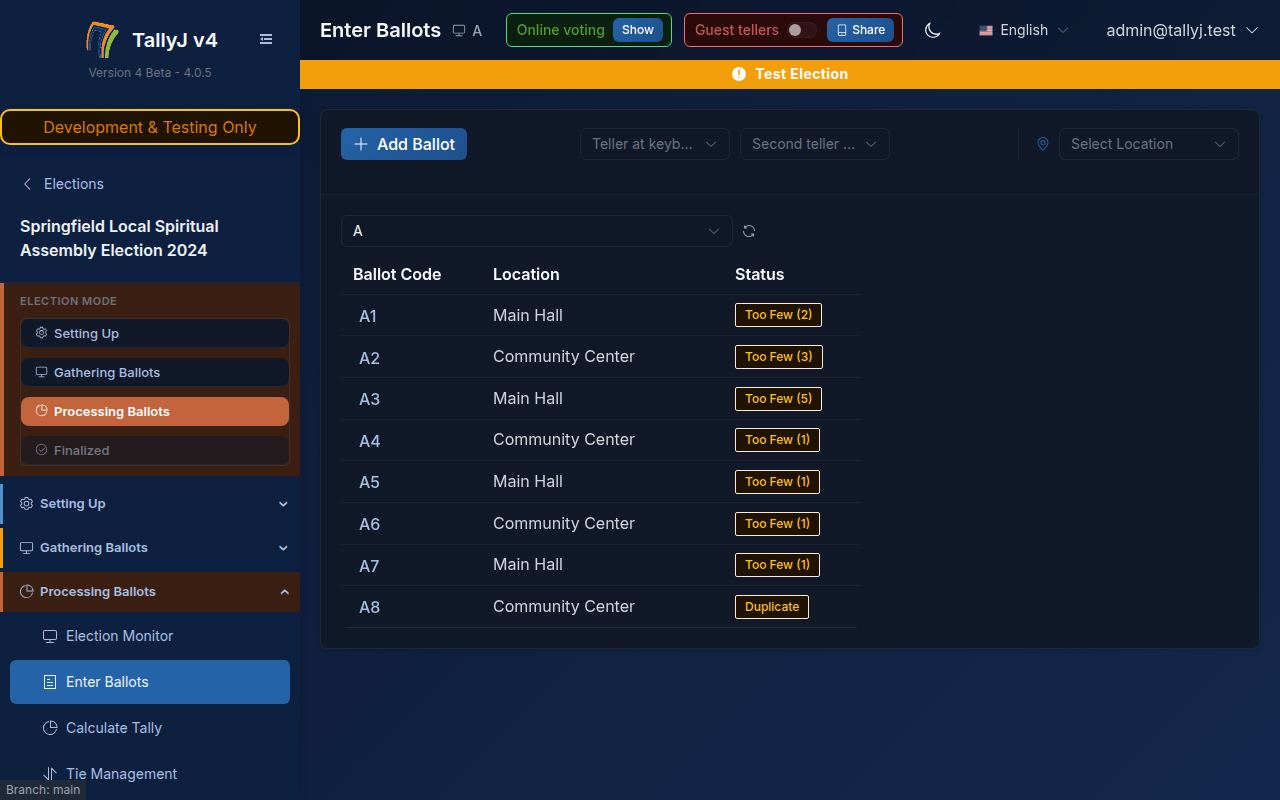 TallyJ v4
Version 4 Beta - 4.0.5
Development & Testing Only
Elections
Springfield Local Spiritual
Assembly Election 2024
ELECTION MODE
Setting Up
Gathering Ballots
Processing Ballots
Finalized
Setting Up
Gathering Ballots
Processing Ballots
Election Monitor
Enter Ballots
Calculate Tally
Tie Management
Branch: main
Enter Ballots A Online voting Show Guest tellers Share English admin@tallyj.test
Test Election
Add Ballot Teller at keyb... Second teller ... Select Location
A
Ballot Code Location Status
A1 Main Hall Too Few (2)
A2 Community Center Too Few (3)
A3 Main Hall Too Few (5)
A4 Community Center Too Few (1)
A5 Main Hall Too Few (1)
A6 Community Center Too Few (1)
A7 Main Hall Too Few (1)
A8 Community Center Duplicate